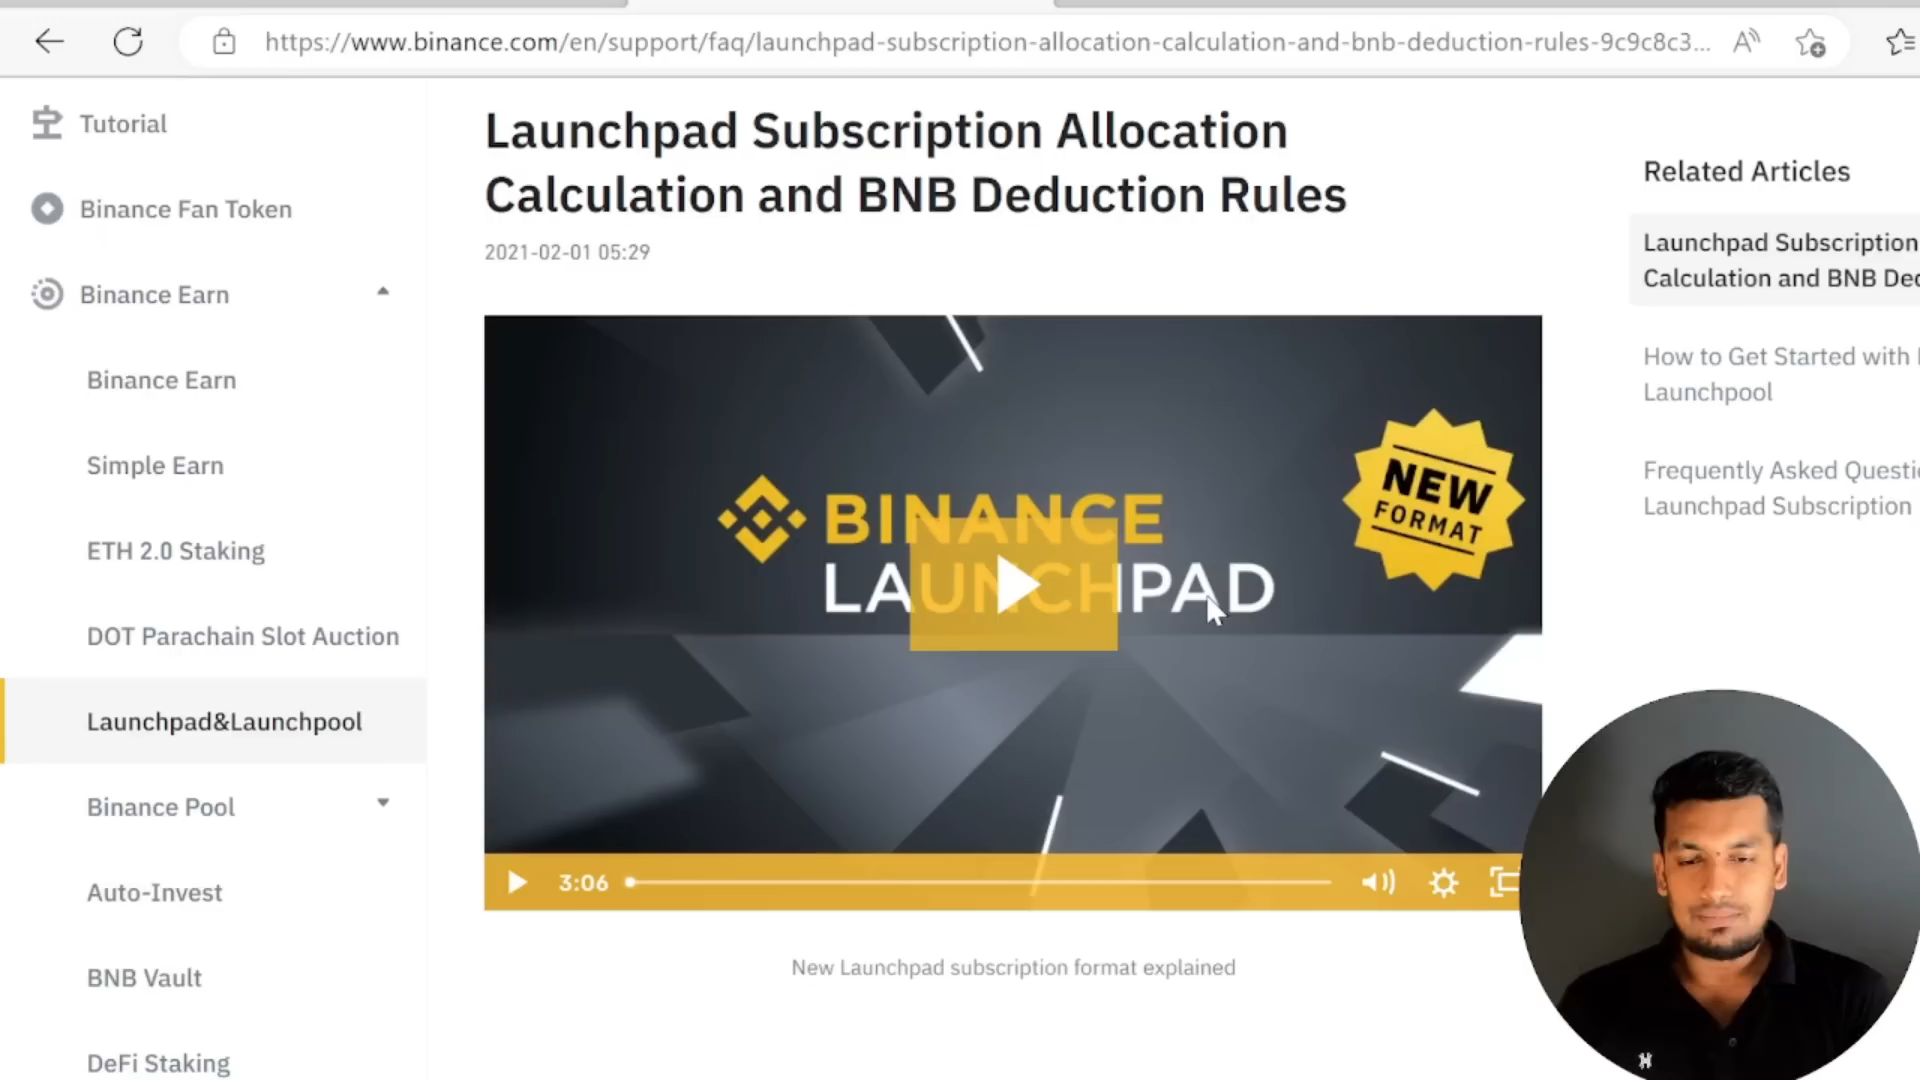 https://www.binance.com/en/support/faq/launchpad-subscription-allocation-calculation-and-bnb-deduction-rules-9c9c8c3...
Tutorial
Binance Fan Token
Binance Earn
Binance Earn
Simple Earn
ETH 2.0 Staking
DOT Parachain Slot Auction
Launchpad&Launchpool
Binance Pool
Auto-Invest
BNB Vault
DeFi Staking
Launchpad Subscription Allocation
Calculation and BNB Deduction Rules
2021-02-01 05:29
BINANCE
LAUNCHPAD
NEW
FORMAT
3:06
New Launchpad subscription format explained
Related Articles
Launchpad Subscription
Calculation and BNB
How to Get Started with
Launchpool
Frequently Asked
Launchpad Subscription